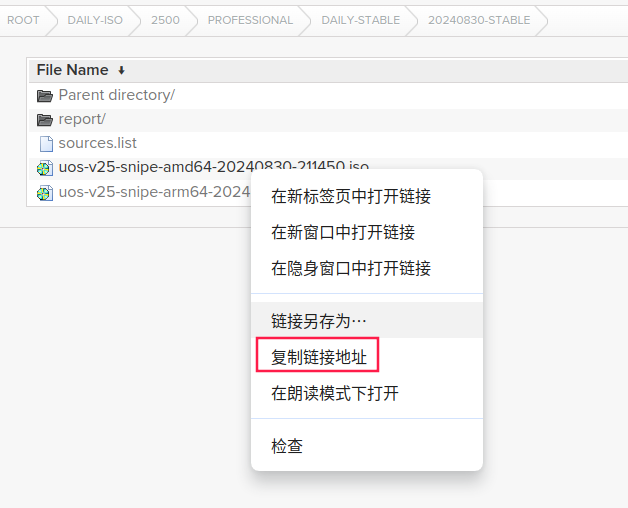 ROOT DAILY-ISO 2500 PROFESSIONAL DAILY-STABLE 20240830-STABLE
File Name ↓
Parent directory/
report/
sources.list
uos-v25-snipe-amd64-20240830-211450.iso
uos-v25-snipe-arm64-2024
在新标签页中打开链接
在新窗口中打开链接
在隐身窗口中打开链接
链接另存为…
复制链接地址
在朗读模式下打开
检查